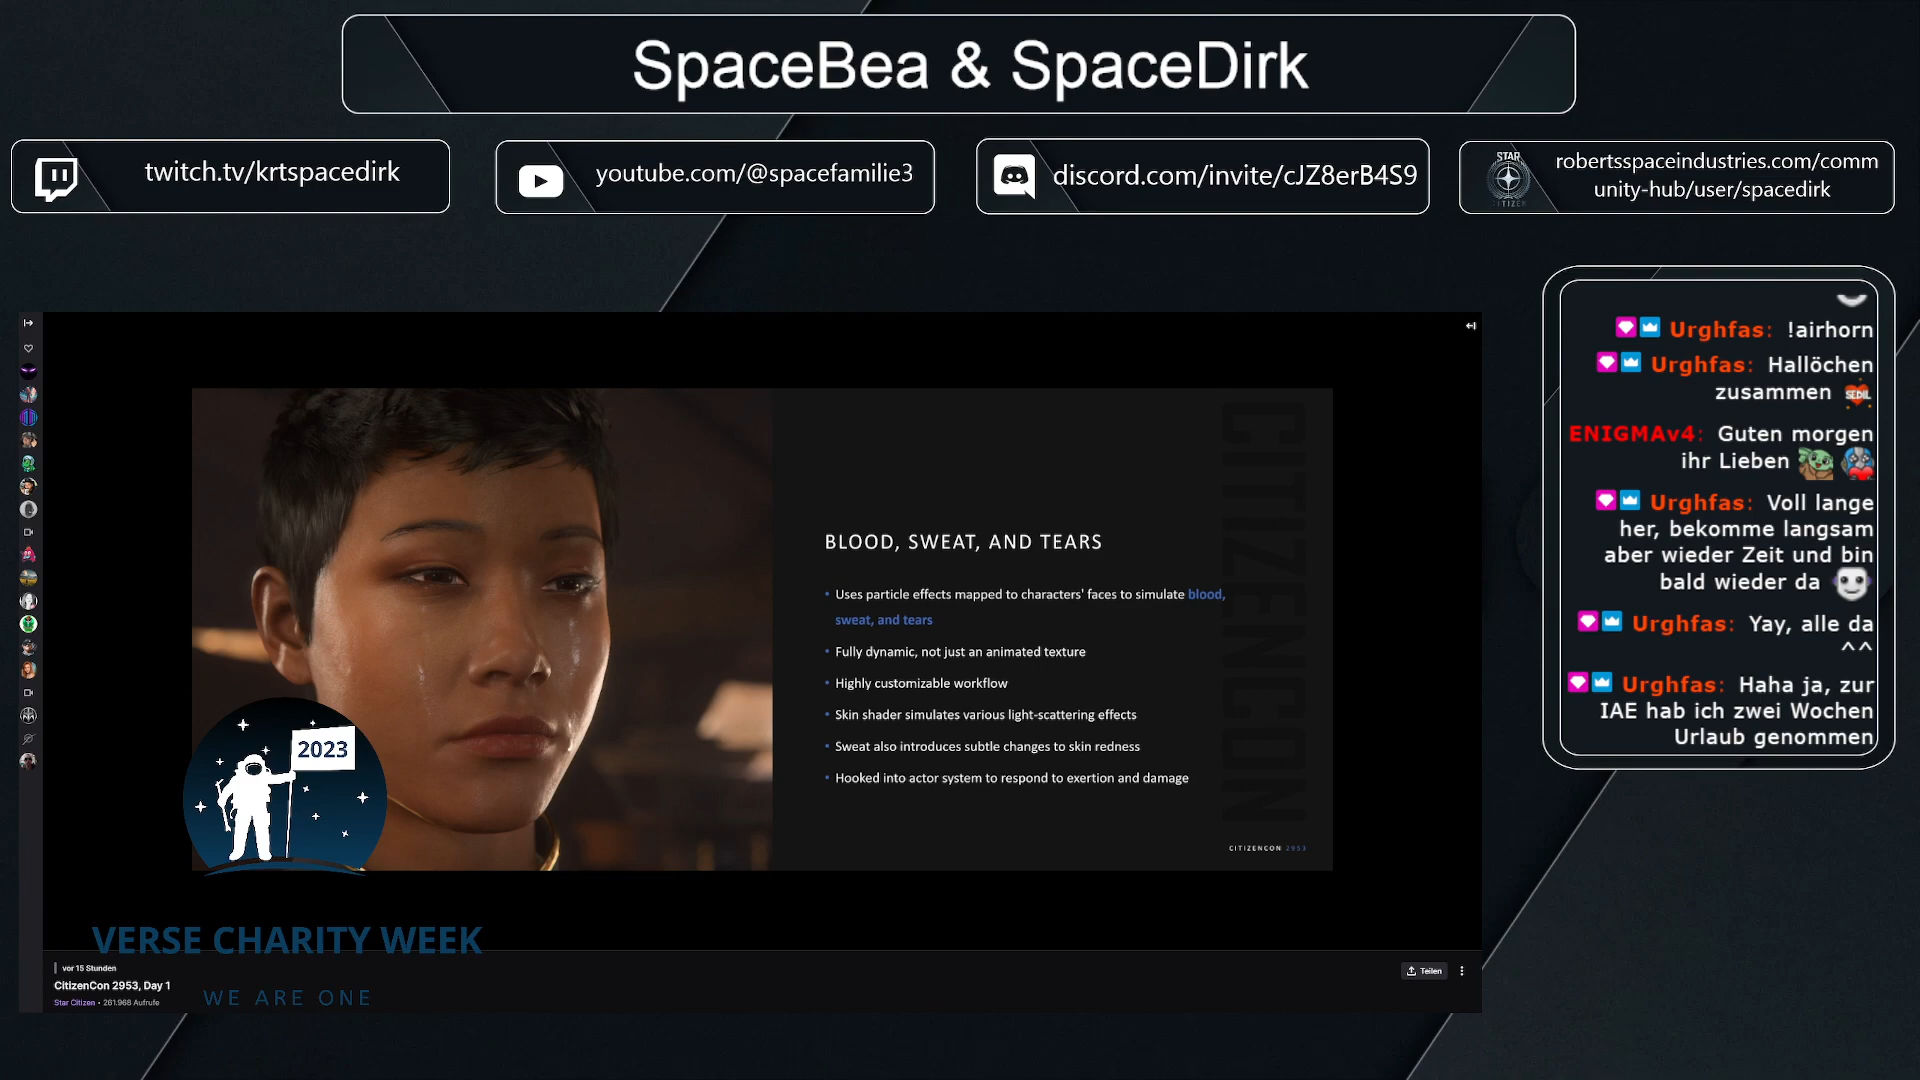 SpaceBea & SpaceDirk
twitch.tv/krtspacedirk
youtube.com/@spacefamilie3
discord.com/invite/cJZ8erB4S9
STAR
CITIZEN
robertsspaceindustries.com/comm
unity-hub/user/spacedirk
!airhorn
Urghfas: !airhorn
Urghfas: Hallöchen
zusammen
SEDIL
ENIGMAv4: Guten morgen
ihr Lieben
Urghfas: Voll lange
her, bekomme langsam
aber wieder Zeit und bin
bald wieder da
Urghfas: Yay, alle da
^^
Urghfas: Haha ja, zur
IAE hab ich zwei Wochen
Urlaub genommen
CITIZENCON
BLOOD, SWEAT, AND TEARS
• Uses particle effects mapped to characters' faces to simulate blood,
sweat, and tears
• Fully dynamic, not just an animated texture
• Highly customizable workflow
• Skin shader simulates various light-scattering effects
• Sweat also introduces subtle changes to skin redness
• Hooked into actor system to respond to exertion and damage
CITIZENCON 2953
2023
VERSE CHARITY WEEK
WE ARE ONE
vor 15 Stunden
CitizenCon 2953, Day 1
Star Citizen • 261.968 Aufrufe
Teilen